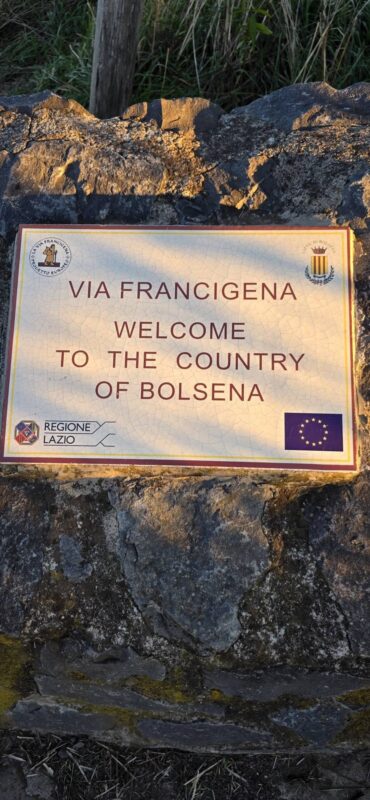 VIA FRANCIGENA
WELCOME
TO THE COUNTRY
OF BOLSENA
REGIONE
LAZIO